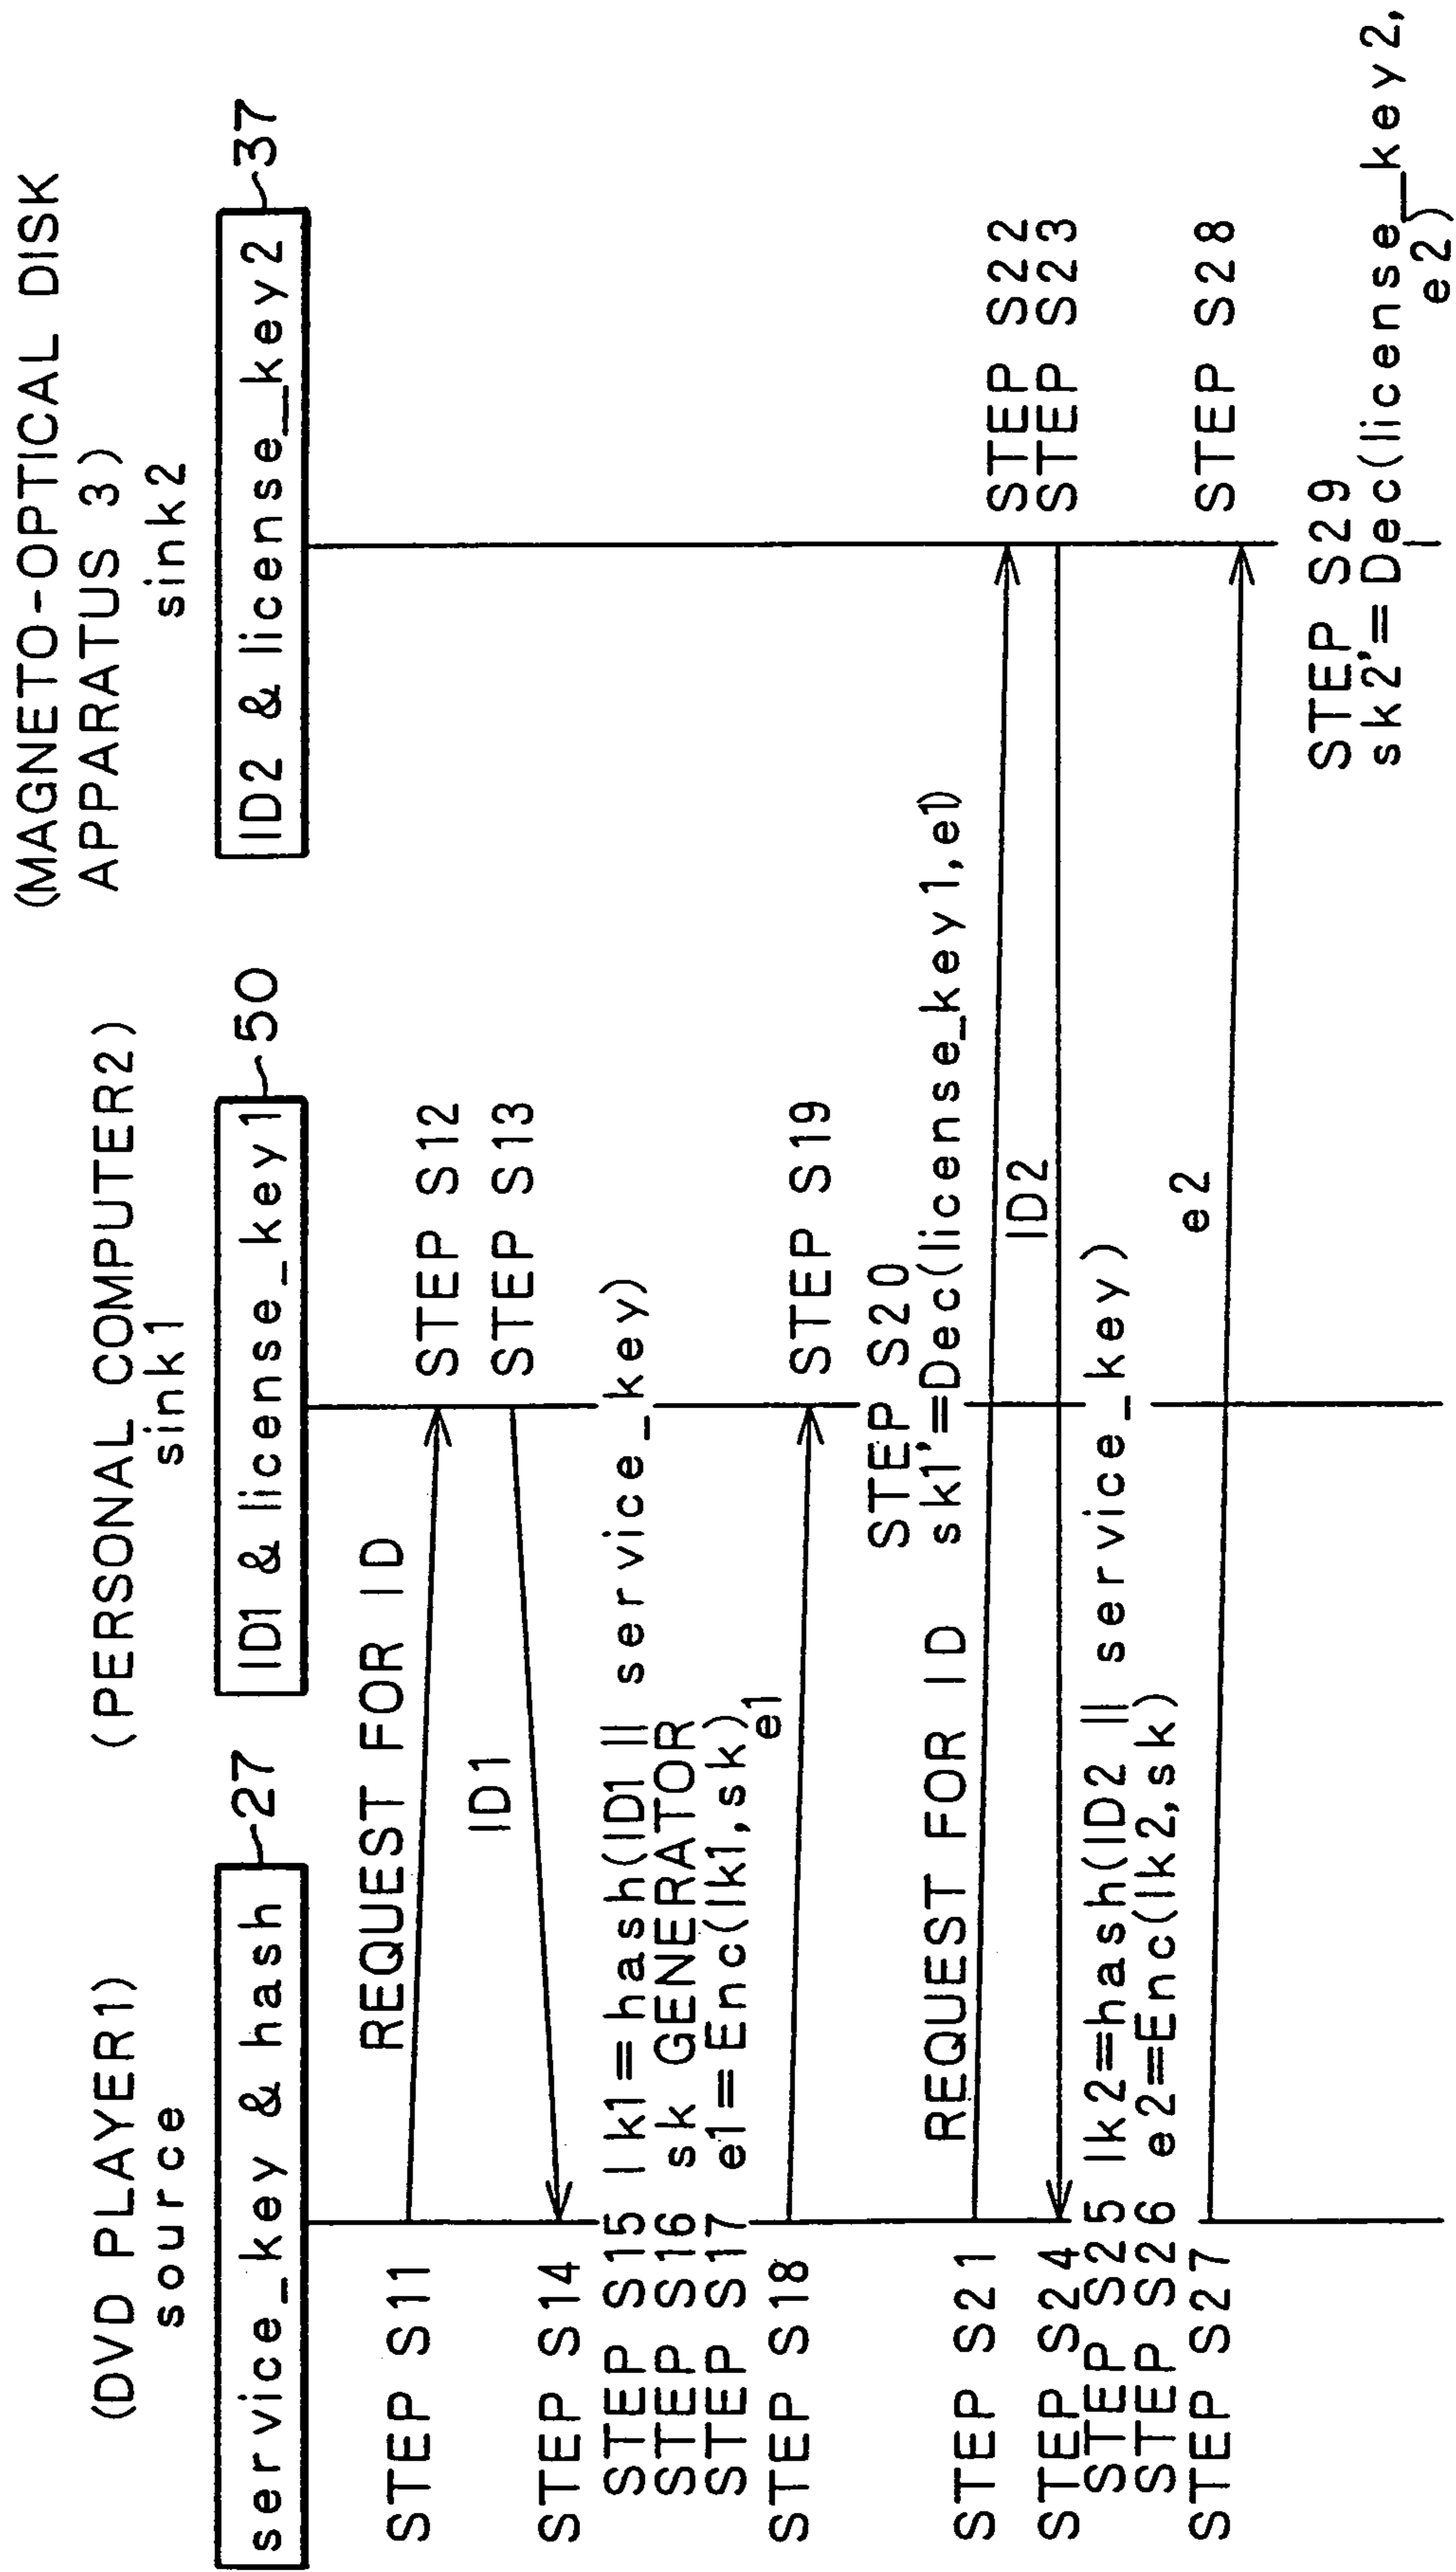 (DVD PLAYER1)
source
(PERSONAL COMPUTER2)
sink1
(MAGNETO-OPTICAL DISK
APPARATUS 3)
sink2
service_key & hash
27
ID1 & license_key1
50
ID2 & license_key2
37
STEP S11
REQUEST FOR ID
STEP S12
ID1
STEP S13
STEP S14
STEP S15 lk1=hash(ID1 || service_key)
STEP S16 sk GENERATOR
STEP S17 e1=Enc(lk1,sk)
e1
STEP S18
STEP S19
STEP S20
sk1'=Dec(license_key1,e1)
STEP S21
REQUEST FOR ID
STEP S22
ID2
STEP S23
STEP S24
STEP S25 lk2=hash(ID2 || service_key)
STEP S26 e2=Enc(lk2,sk)
e2
STEP S27
STEP S28
STEP S29
sk2'=Dec(license_key2,
e2)